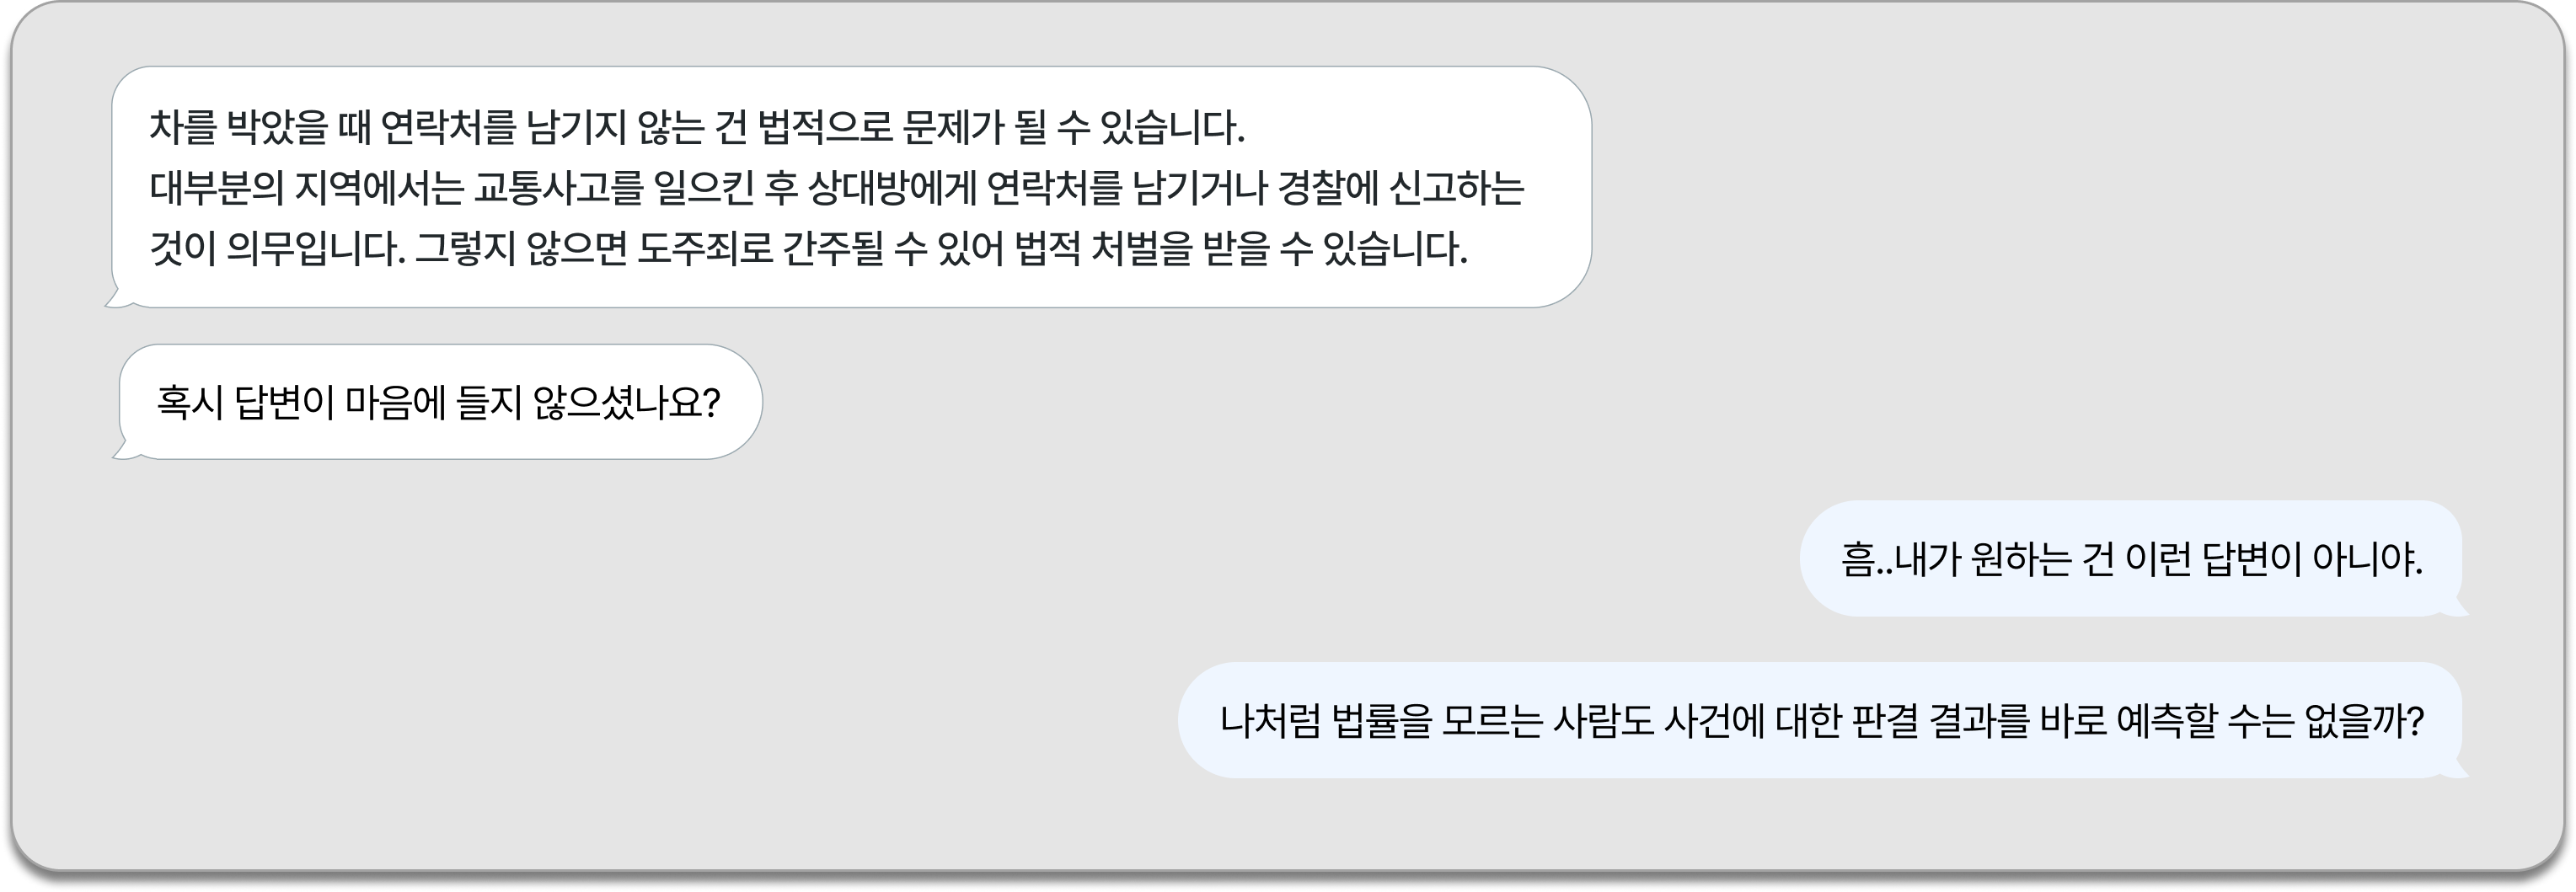 차를 박았을 때 연락처를 남기지 않는 건 법적으로 문제가 될 수 있습니다.
대부분의 지역에서는 교통사고를 일으킨 후 상대방에게 연락처를 남기거나 경찰에 신고하는
것이 의무입니다. 그렇지 않으면 도주죄로 간주될 수 있어 법적 처벌을 받을 수 있습니다.
혹시 답변이 마음에 들지 않으셨나요?
흠..내가 원하는 건 이런 답변이 아니야.
나처럼 법률을 모르는 사람도 사건에 대한 판결 결과를 바로 예측할 수는 없을까?